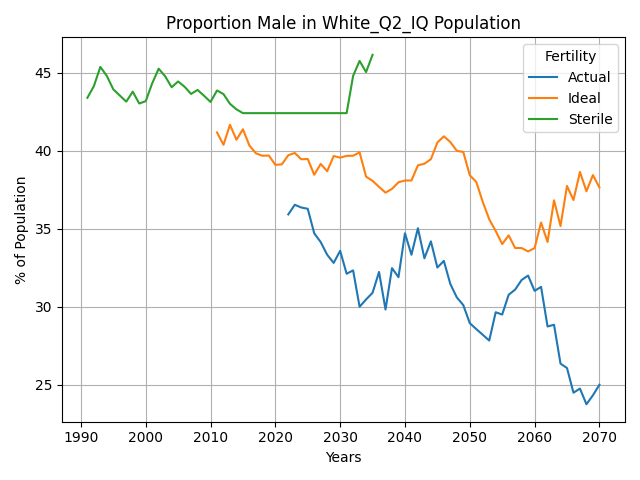 Proportion Male in White_Q2_IQ Population
Fertility
Actual
Ideal
Sterile
% of Population
45
40
35
30
25
1990 2000 2010 2020 2030 2040 2050 2060 2070
Years